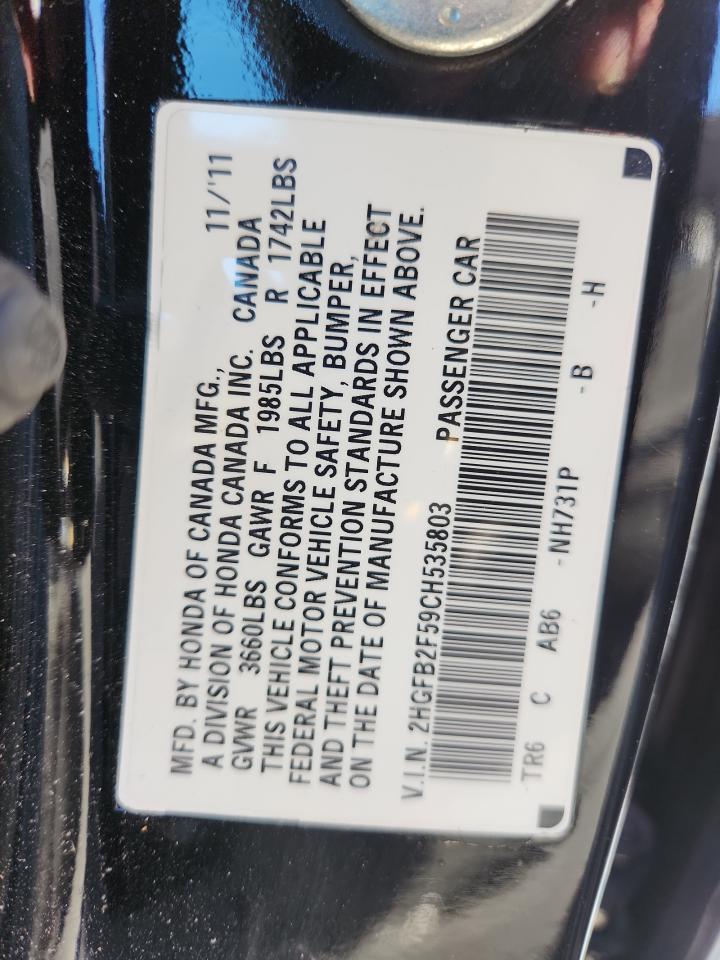 MFD. BY HONDA OF CANADA MFG.,
A DIVISION OF HONDA CANADA INC. CANADA 11/'11
GVWR 3660LBS GAWR F 1985LBS R 1742LBS
THIS VEHICLE CONFORMS TO ALL APPLICABLE
FEDERAL MOTOR VEHICLE SAFETY, BUMPER,
AND THEFT PREVENTION STANDARDS IN EFFECT
ON THE DATE OF MANUFACTURE SHOWN ABOVE.
V.I.N. 2HGFB2F59CH535803 PASSENGER CAR
TR6 C AB6 -NH731P -B -H